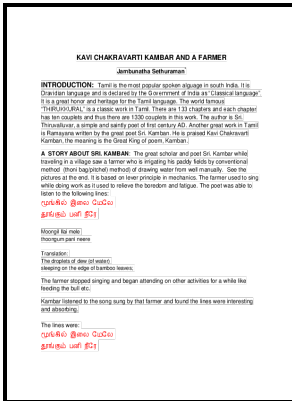 KAVI CHAKRAVARTI KAMBAR AND A FARMER
Jambunatha Sethuraman
INTRODUCTION: Tamil is the most popular spoken alguage in south India. It is
Dravidian language and is declared by the Government of India as "Classical language".
It is a great honor and heritage for the Tamil language. The world famous
"THIRUKKURAL" is a classic work in Tamil. There are 133 chapters and each chapter
has ten couplets and thus there are 1330 couplets in this work. The author is Sri.
Thiruvalluvar, a simple and saintly poet of first century AD. Another great work in Tamil
is Ramayana written by the great poet Sri. Kamban. He is praised Kavi Chakravarti
Kamban, the meaning is the Great King of poem, Kamban.
A STORY ABOUT SRI. KAMBAN: The great scholar and poet Sri. Kambar while
traveling in a village saw a farmer who is irrigating his paddy fields by conventional
method (thoni bag/pitchel) method) of drawing water from well manually. See the
pictures at the end. It is based on lever principle in mechanics. The farmer used to sing
while doing work as it used to relieve the boredom and fatigue. The poet was able to
listen to the following lines:
மூங்கில் இலை மேலே
தூங்கும் பனி நீரே
Moongil ilai mele
thoongum pani neere
Translation:
The droplets of dew (of water)
sleeping on the edge of bamboo leaves,
The farmer stopped singing and began attending on other activities for a while like
feeding the bull etc.
Kambar listened to the song sung by that farmer and found the lines were interesting
and absorbing.
The lines were:
மூங்கில் இலை மேலே
தூங்கும் பனி நீரே